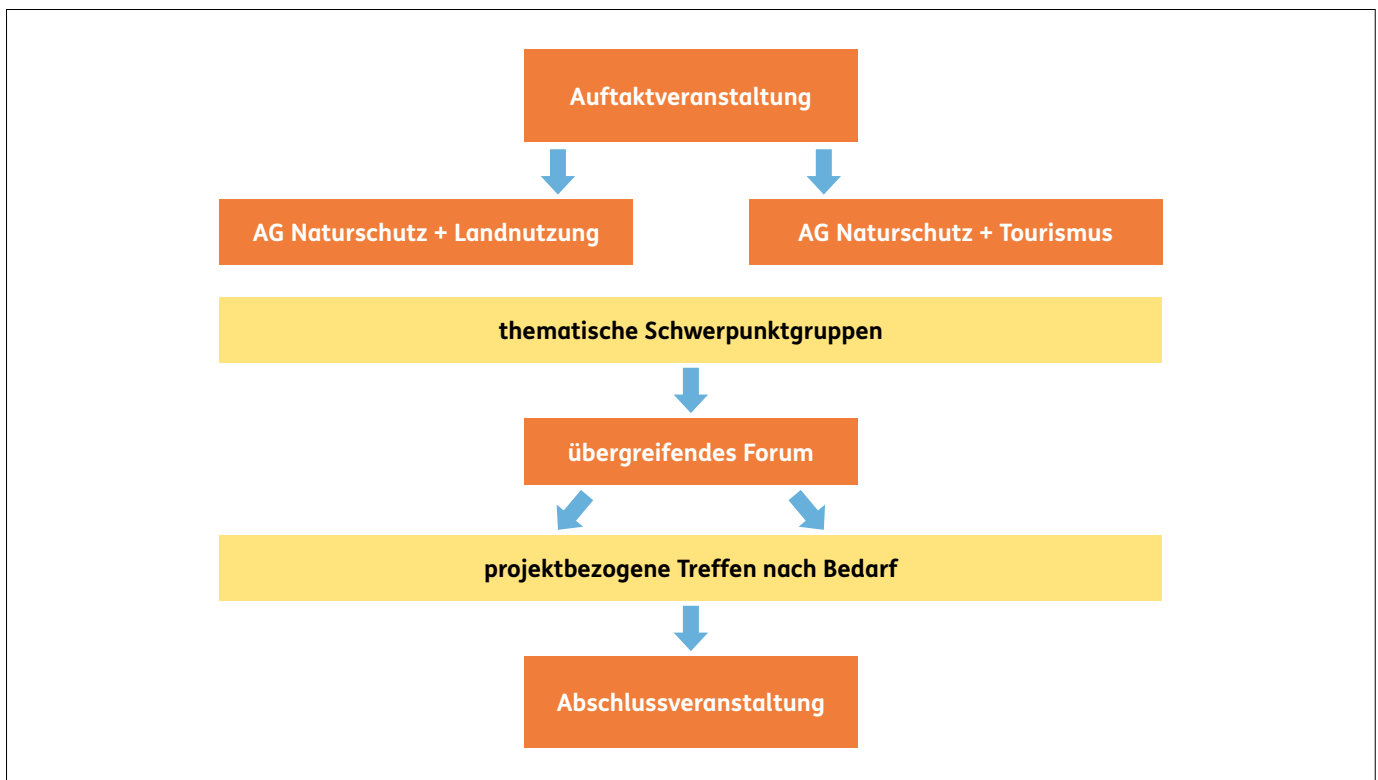 Auftaktveranstaltung
AG Naturschutz + Landnutzung
AG Naturschutz + Tourismus
thematische Schwerpunktgruppen
übergreifendes Forum
projektbezogene Treffen nach Bedarf
Abschlussveranstaltung